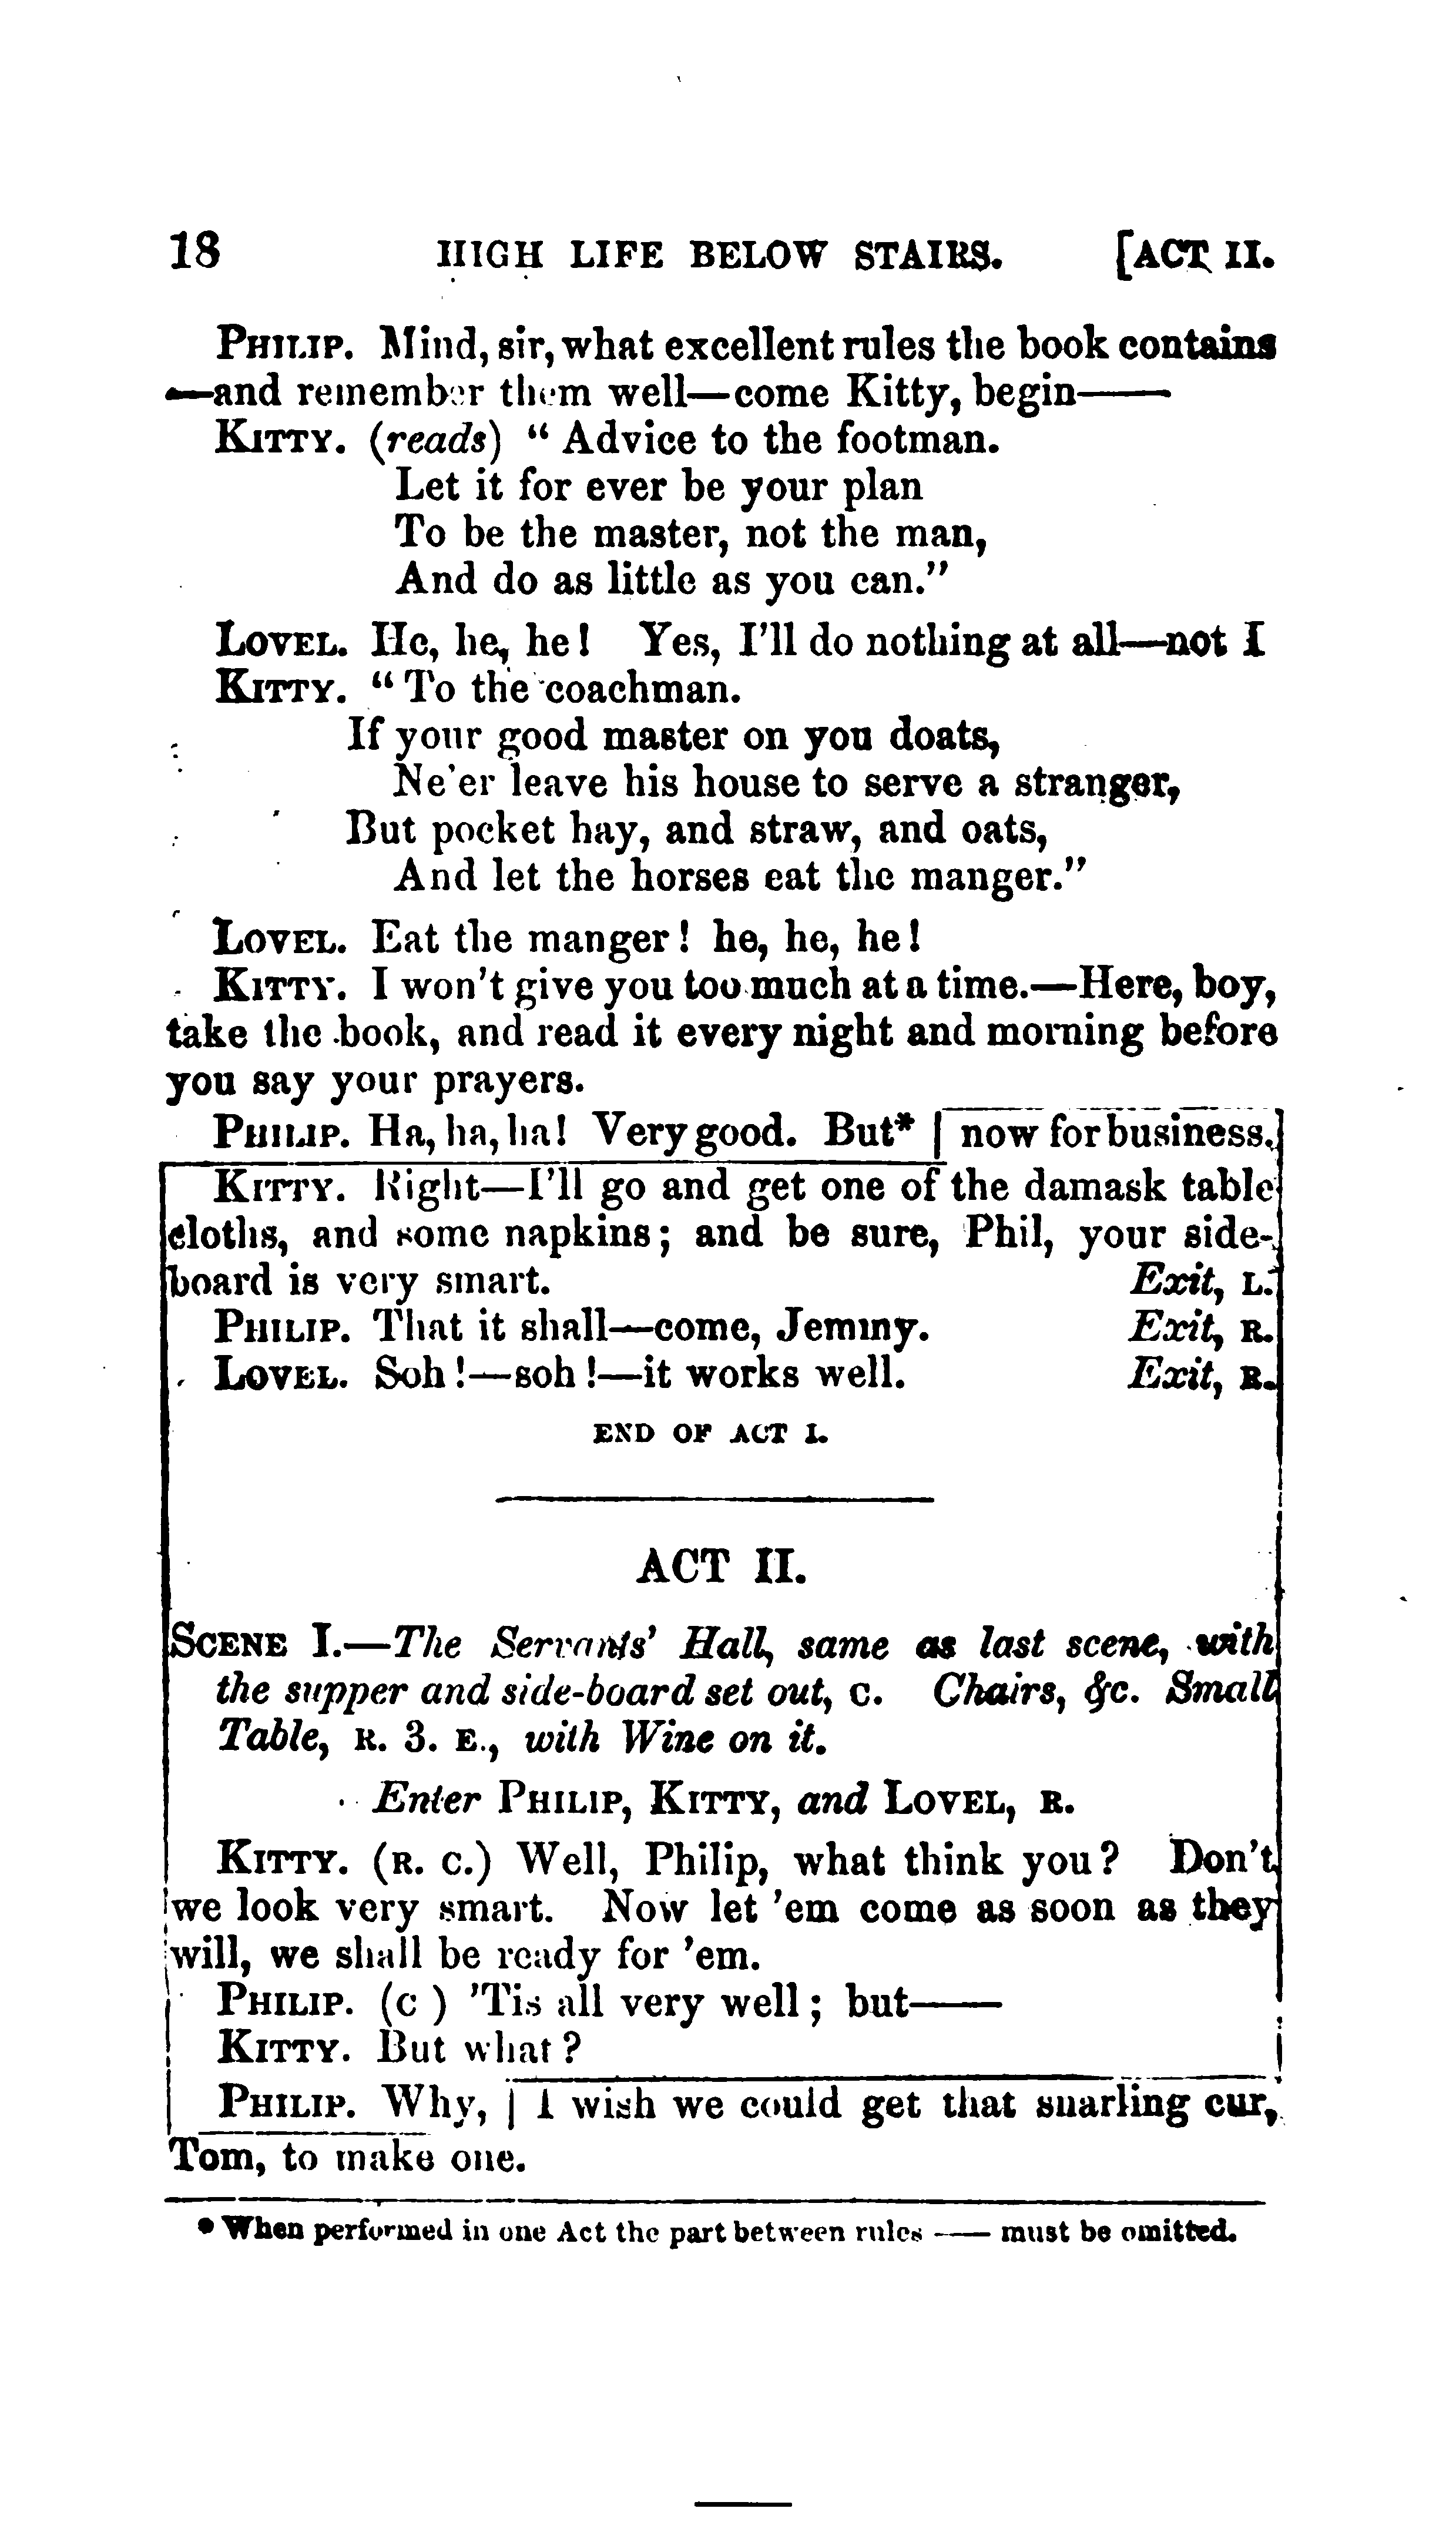 18 HIGH LIFE BELOW STAIRS. [ACT II.
PHILIP. Mind, sir, what excellent rules the book contains
—and remember them well—come Kitty, begin——
KITTY. (reads) “ Advice to the footman.
Let it for ever be your plan
To be the master, not the man,
And do as little as you can.”
LOVEL. He, he, he ! Yes, I'll do nothing at all—not I
KITTY. “ To the coachman.
If your good master on you doats,
Ne'er leave his house to serve a stranger,
But pocket hay, and straw, and oats,
And let the horses eat the manger.”
LOVEL. Eat the manger ! he, he, he !
KITTY. I won't give you too much at a time.—Here, boy,
take the book, and read it every night and morning before
you say your prayers.
PHILIP. Ha, ha, ha! Very good. But* | now for business.
KITTY. Right—I'll go and get one of the damask table
cloths, and some napkins ; and be sure, Phil, your side-
board is very smart. Exit, L.
PHILIP. That it shall—come, Jemmy. Exit, R.
LOVEL. Soh !—soh !—it works well. Exit, R.
END OF ACT I.
ACT II.
SCENE I.—The Servants' Hall, same as last scene, with
the supper and side-board set out, C. Chairs, &c. Small
Table, R. 3. E., with Wine on it.
Enter PHILIP, KITTY, and LOVEL, R.
KITTY. (R. C.) Well, Philip, what think you ? Don't
we look very smart. Now let 'em come as soon as they
will, we shall be ready for 'em.
PHILIP. (C ) 'Tis all very well ; but——
KITTY. But what ?
PHILIP. Why, | I wish we could get that snarling cur,
Tom, to make one.
* When performed in one Act the part between rules —— must be omitted.